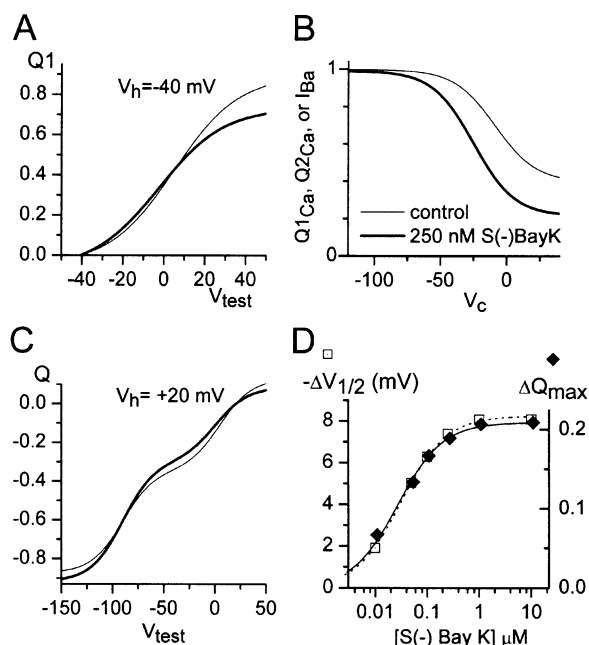 A
Q1
Vh=-40 mV
0.8
0.6
0.4
0.2
0.0
-40 -20 0 20 40
Vtest
B
Q1Ca, Q2Ca, or IBa
1
0
control
250 nM S(-)BayK
-100 -50 0
Vc
C
Q
Vh= +20 mV
0.0
-0.2
-0.4
-0.6
-0.8
-150 -100 -50 0 50
Vtest
D
-ΔV1/2 (mV)
ΔQmax
8
6
4
2
0
0.2
0.1
0.0
0.01 0.1 1 10
[S(-) Bay K] µM